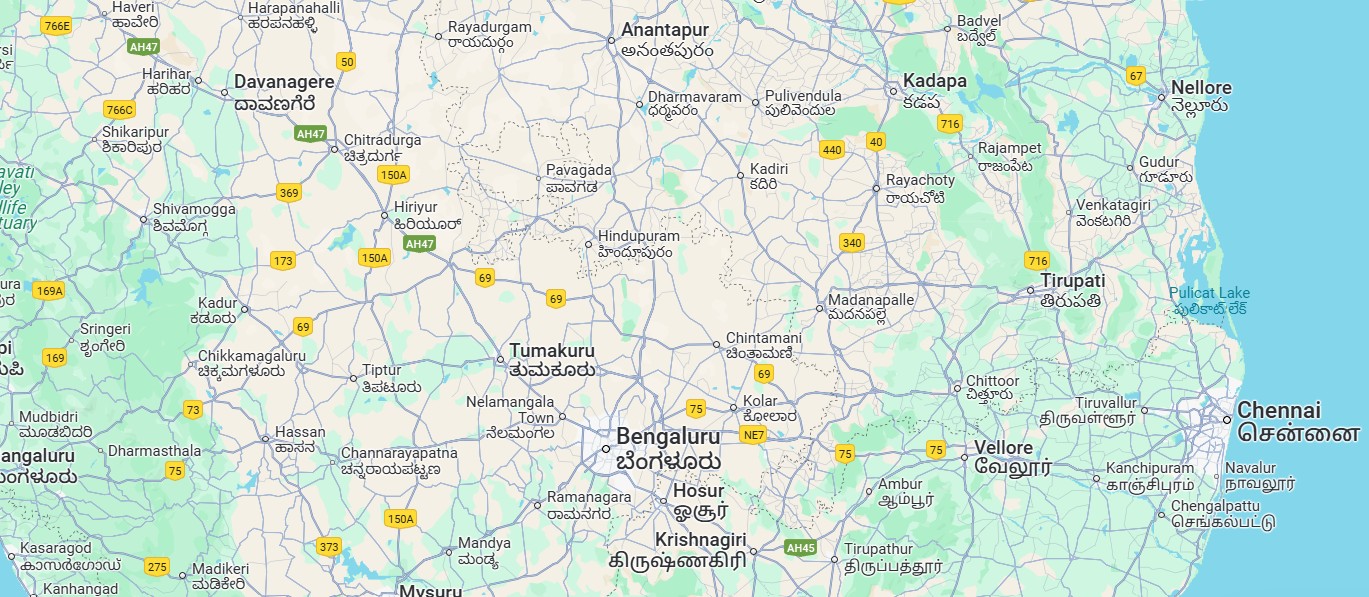 766E
Haveri
ಹಾವೇರಿ
Harapanahalli
ಹರಪನಹಳ್ಳಿ
Rayadurgam
రాయదుర్గం
Anantapur
అనంతపురం
Badvel
బద్వేల్
AH47
50
Harihar
ಹರಿಹರ
Davanagere
ದಾವಣಗೆರೆ
Kadapa
కడప
67
Nellore
నెల్లూరు
766C
Dharmavaram
ధర్మవరం
Pulivendula
పులివెందుల
716
Shikaripur
ಶಿಕಾರಿಪುರ
AH47
Chitradurga
ಚಿತ್ರದುರ್ಗ
440
40
Rajampet
రాజంపేట
150A
Pavagada
ಪಾವಗಡ
Kadiri
కదిరి
Rayachoty
రాయచోటి
Gudur
గూడూరు
369
Shivamogga
ಶಿವಮೊಗ್ಗ
Hiriyur
ಹಿರಿಯೂರ್
Venkatagiri
వెంకటగిరి
AH47
Hindupuram
హిందూపురం
340
173
150A
716
69
Tirupati
తిరుపతి
169A
69
Pulicat Lake
పులికాట్ లేక్
Kadur
ಕಡೂರು
Madanapalle
మదనపల్లె
69
Sringeri
ಶೃಂಗೇರಿ
169
Chikkamagaluru
ಚಿಕ್ಕಮಗಳೂರು
Tumakuru
ತುಮಕೂರು
Chintamani
ಚಿಂತಾಮಣಿ
Tiptur
ತಿಪಟೂರು
69
Chittoor
చిత్తూరు
73
Nelamangala
Town
ನೆಲಮಂಗಲ
75
Kolar
ಕೋಲಾರ
Tiruvallur
திருவள்ளூர்
Chennai
சென்னை
Mudbidri
ಮೂಡಬಿದರಿ
Hassan
ಹಾಸನ
Bengaluru
ಬೆಂಗಳೂರು
NE7
Dharmasthala
75
Channarayapatna
ಚನ್ನರಾಯಪಟ್ಟಣ
75
75
Vellore
வேலூர்
Kanchipuram
காஞ்சிபுரம்
Navalur
நாவலூர்
Ramanagara
ರಾಮನಗರ
Hosur
ஓசூர்
Ambur
ஆம்பூர்
Chengalpattu
செங்கல்பட்டு
150A
373
Mandya
ಮಂಡ್ಯ
Krishnagiri
கிருஷ்ணகிரி
AH45
Tirupathur
திருப்பத்தூர்
Kasaragod
കാസർഗോഡ്
275
Madikeri
ಮಡಿಕೇರಿ
Kanhangad
Mysuru